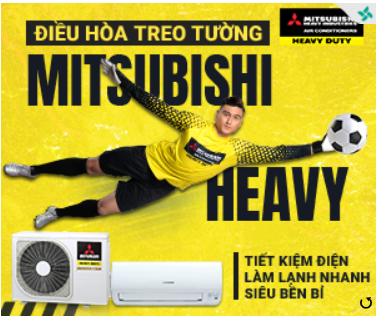 ĐIỀU HÒA TREO TƯỜNG
MITSUBISHI
HEAVY INDUSTRIES
AIR CONDITIONERS
HEAVY DUTY
MITSUBISHI
HEAVY
TIẾT KIỆM ĐIỆN
LÀM LẠNH NHANH
SIÊU BỀN BỈ